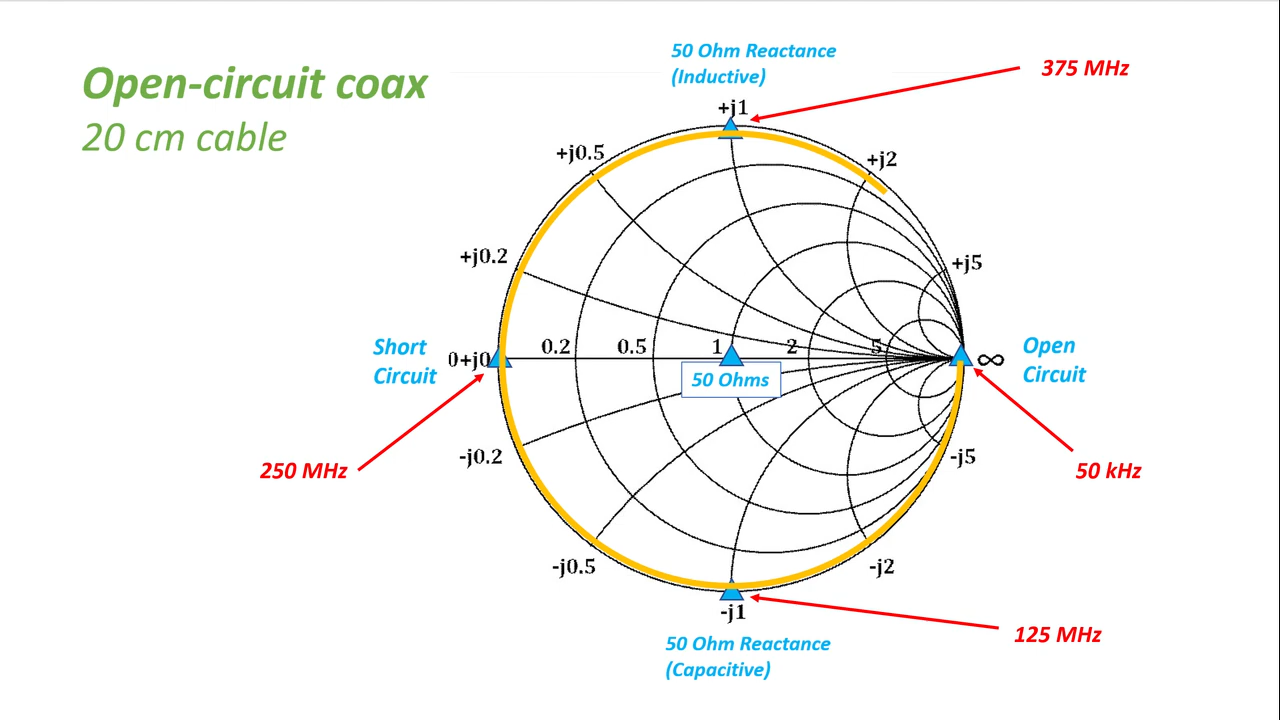 Open-circuit coax
20 cm cable
50 Ohm Reactance
(Inductive)
375 MHz
+j1
+j0.5
+j2
+j0.2
+j5
Short
Circuit
0+j0
0.2
0.5
1
2
5
∞
Open
Circuit
50 Ohms
250 MHz
-j0.2
-j5
50 kHz
-j0.5
-j2
-j1
125 MHz
50 Ohm Reactance
(Capacitive)